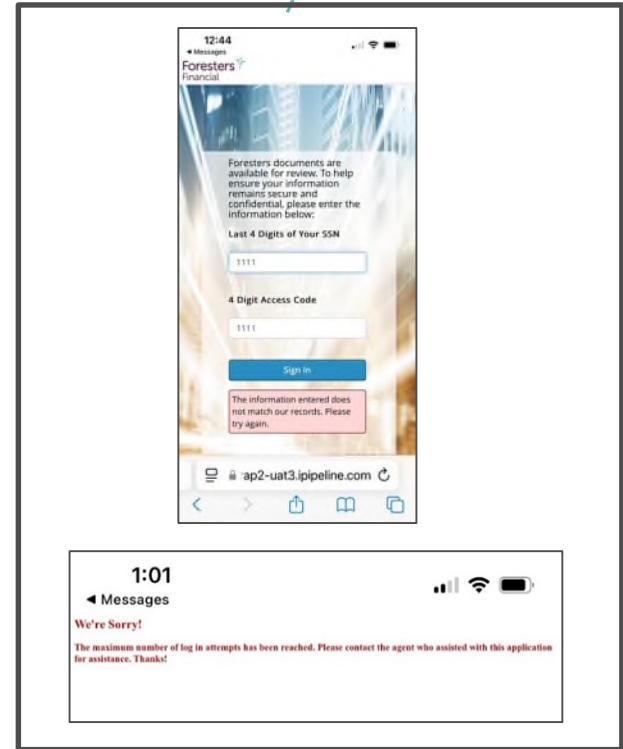 12:44
◄ Messages
Foresters
Financial
Foresters documents are
available for review. To help
ensure your information
remains secure and
confidential, please enter the
information below:
Last 4 Digits of Your SSN
1111
4 Digit Access Code
1111
Sign In
The information entered does
not match our records. Please
try again.
ap2-uat3.ipipeline.com
1:01
◄ Messages
We're Sorry!
The maximum number of log in attempts has been reached. Please contact the agent who assisted with this application
for assistance. Thanks!